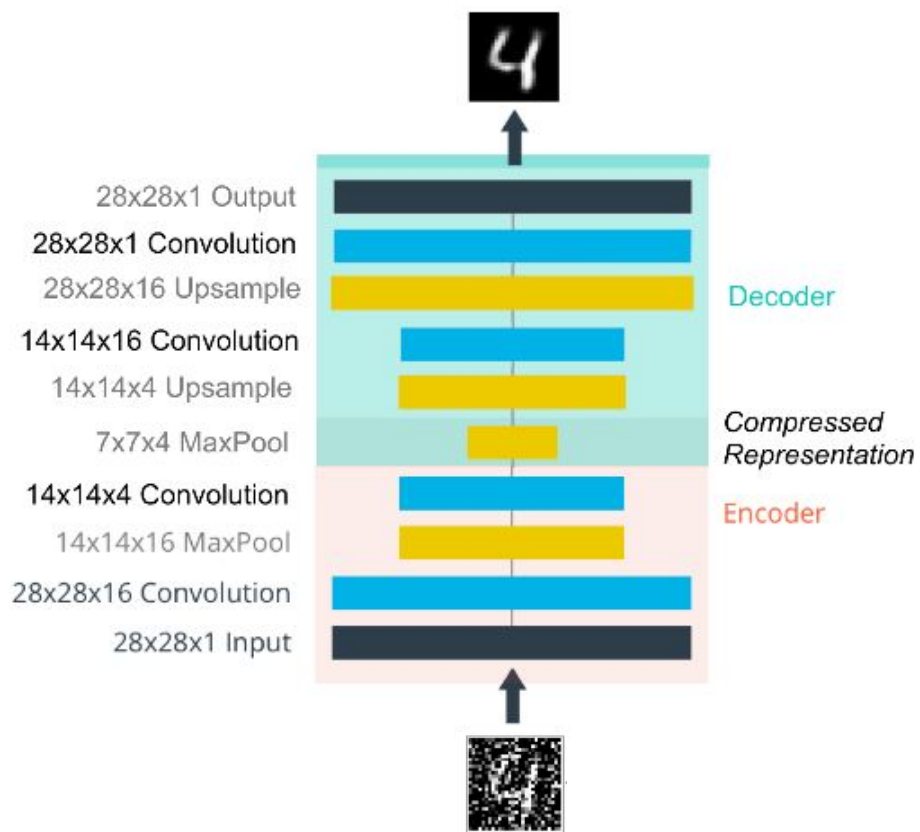 28x28x1 Output
28x28x1 Convolution
28x28x16 Upsample
Decoder
14x14x16 Convolution
14x14x4 Upsample
7x7x4 MaxPool
Compressed
Representation
14x14x4 Convolution
Encoder
14x14x16 MaxPool
28x28x16 Convolution
28x28x1 Input